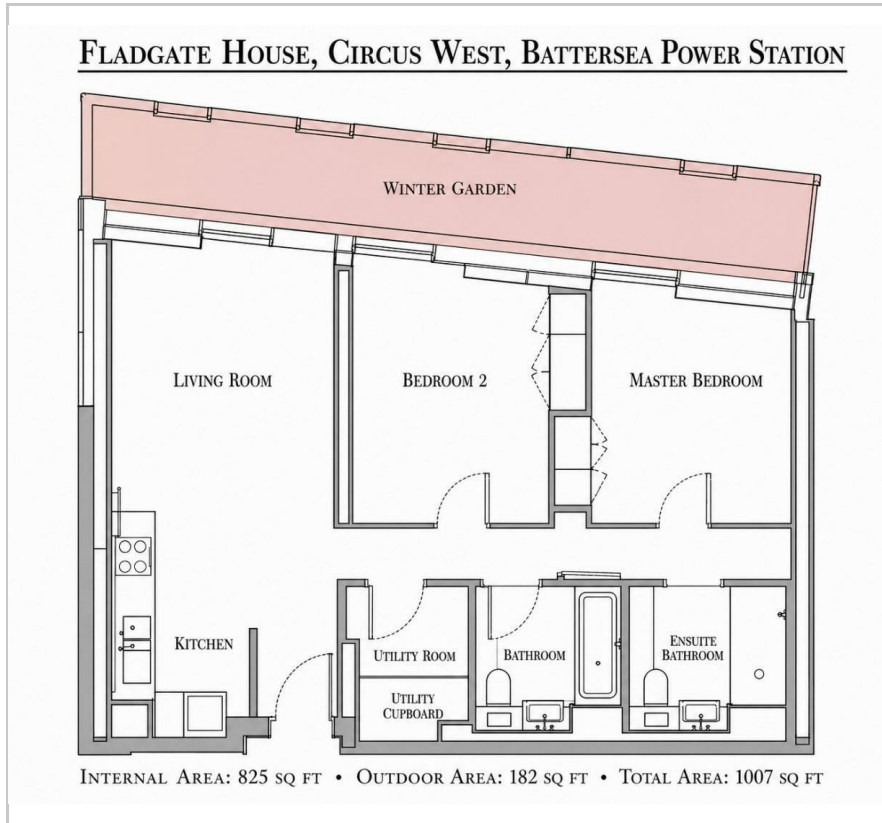 FLADGATE HOUSE, CIRCUS WEST, BATTERSEA POWER STATION
WINTER GARDEN
LIVING ROOM
BEDROOM 2
MASTER BEDROOM
KITCHEN
UTILITY ROOM
BATHROOM
ENSUITE
BATHROOM
UTILITY
CUPBOARD
INTERNAL AREA: 825 SQ FT • OUTDOOR AREA: 182 SQ FT • TOTAL AREA: 1007 SQ FT